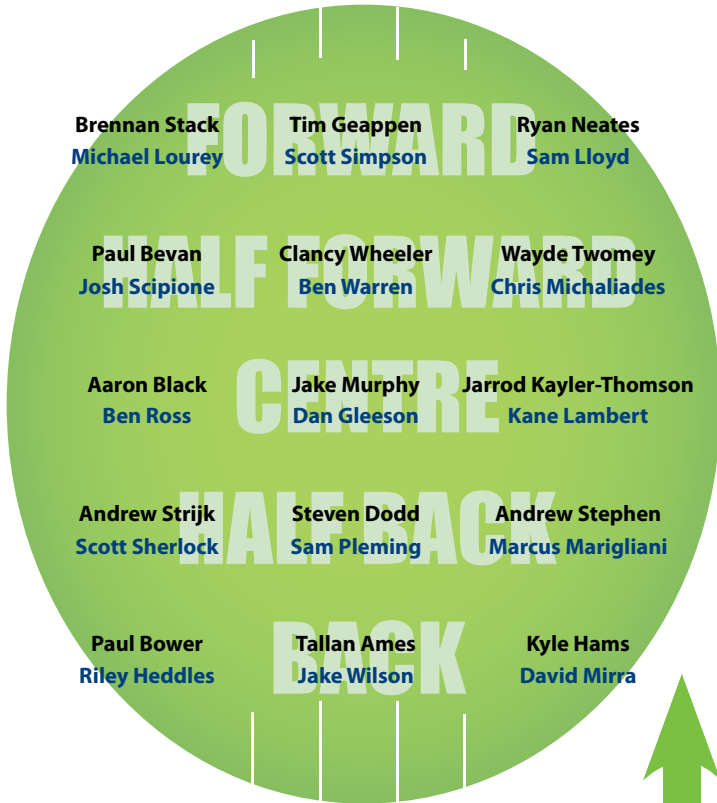 FORWARD
Brennan Stack Tim Geappen Ryan Neates
Michael Lourey Scott Simpson Sam Lloyd
HALF FORWARD
Paul Bevan Clancy Wheeler Wayde Twomey
Josh Scipione Ben Warren Chris Michaliades
CENTRE
Aaron Black Jake Murphy Jarrod Kayler-Thomson
Ben Ross Dan Gleeson Kane Lambert
HALF BACK
Andrew Strijk Steven Dodd Andrew Stephen
Scott Sherlock Sam Pleming Marcus Marigliani
BACK
Paul Bower Tallan Ames Kyle Hams
Riley Heddles Jake Wilson David Mirra